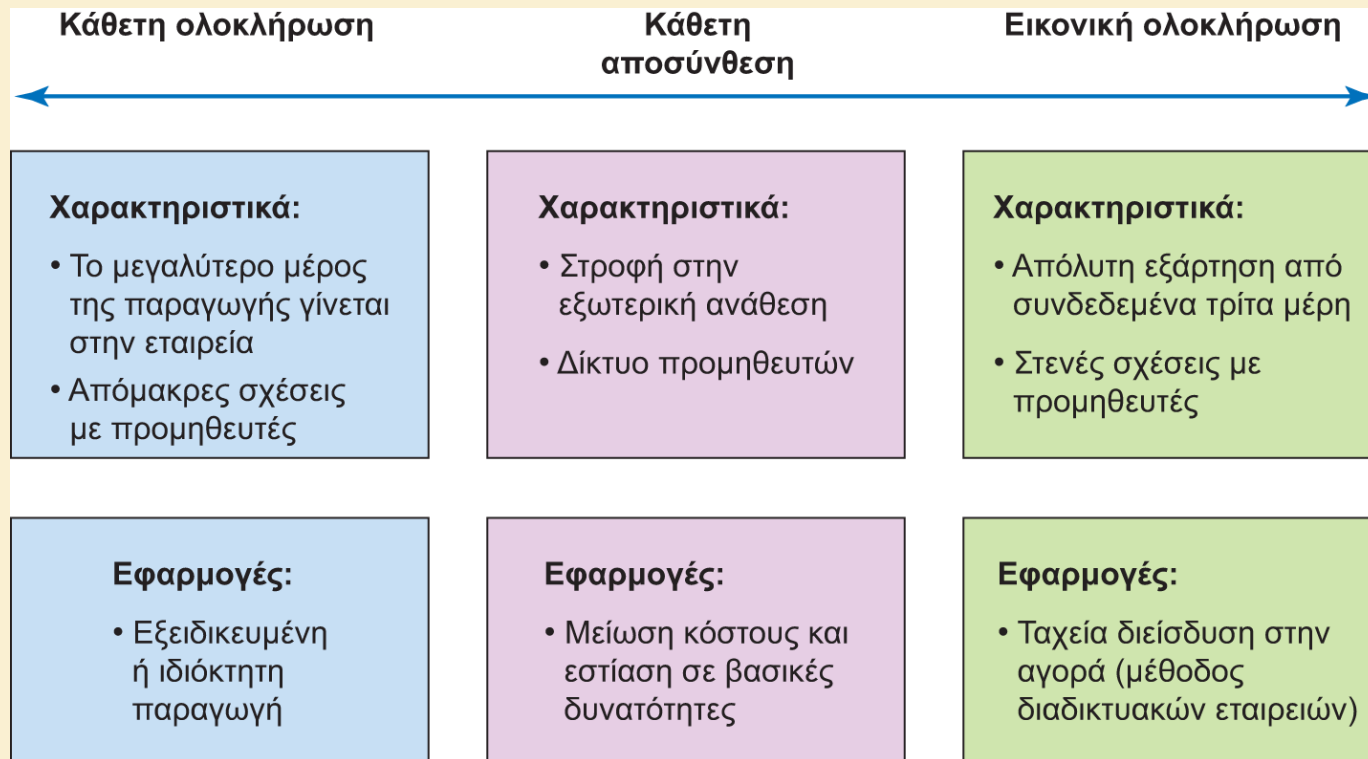 Κάθετη ολοκλήρωση
Κάθετη
αποσύνθεση
Εικονική ολοκλήρωση
Χαρακτηριστικά:
• Το μεγαλύτερο μέρος
της παραγωγής γίνεται
στην εταιρεία
• Απόμακρες σχέσεις
με προμηθευτές
Χαρακτηριστικά:
• Στροφή στην
εξωτερική ανάθεση
• Δίκτυο προμηθευτών
Χαρακτηριστικά:
• Απόλυτη εξάρτηση από
συνδεδεμένα τρίτα μέρη
• Στενές σχέσεις με
προμηθευτές
Εφαρμογές:
• Εξειδικευμένη
ή ιδιόκτητη
παραγωγή
Εφαρμογές:
• Μείωση κόστους και
εστίαση σε βασικές
δυνατότητες
Εφαρμογές:
• Ταχεία διείσδυση στην
αγορά (μέθοδος
διαδικτυακών εταιρειών)